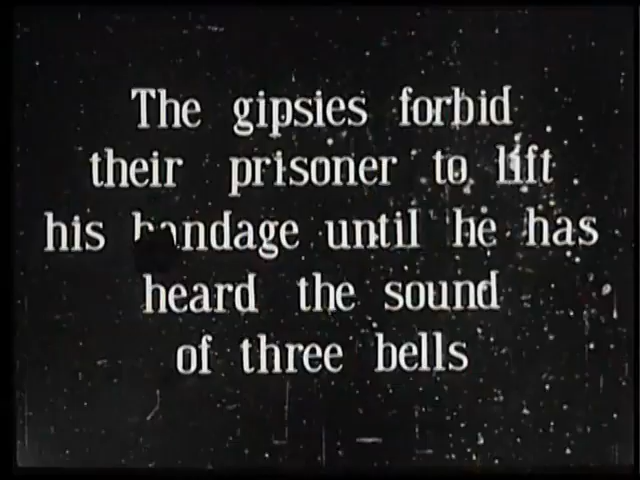 The gipsies forbid
their prisoner to lift
his bandage until he has
heard the sound
of three bells